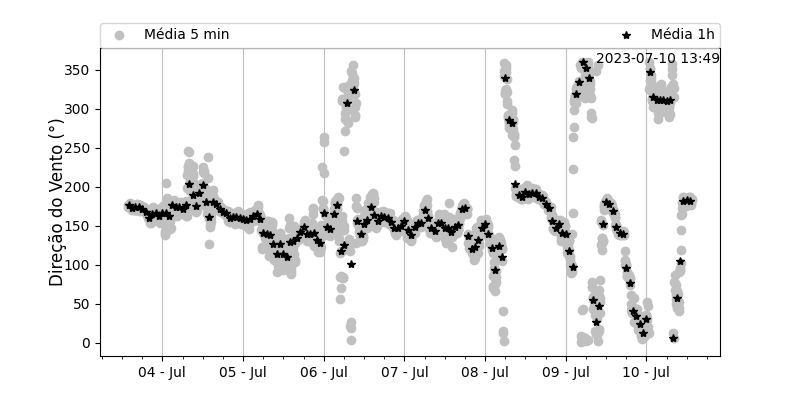 Média 5 min
Média 1h
2023-07-10 13:49
Direção do Vento (°)
350
300
250
200
150
100
50
0
04 - Jul
05 - Jul
06 - Jul
07 - Jul
08 - Jul
09 - Jul
10 - Jul